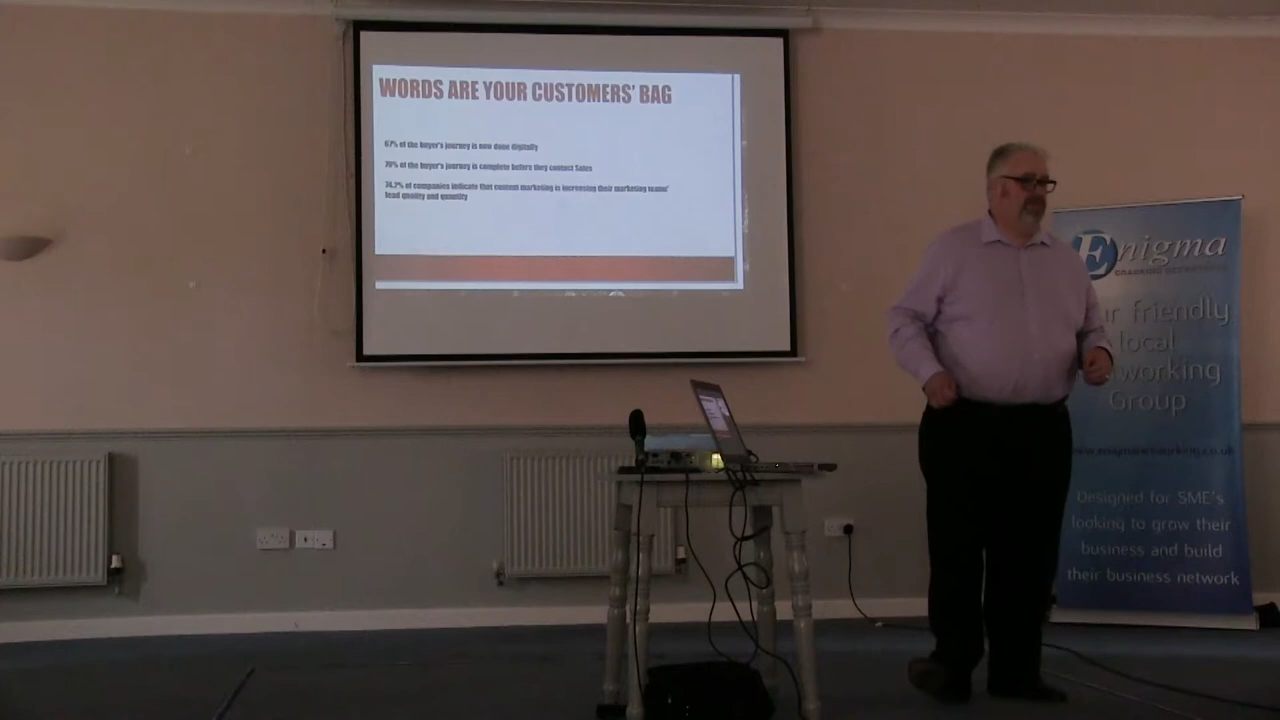 WORDS ARE YOUR CUSTOMERS' BAG
67% of the buyer's journey is now done digitally
70% of the buyer's journey is complete before they contact Sales
74.2% of companies indicate that content marketing is increasing their marketing teams'
lead quality and quantity
Enigma
friendly
local
Group
Designed for SME's
looking to grow their
business and build
their business network